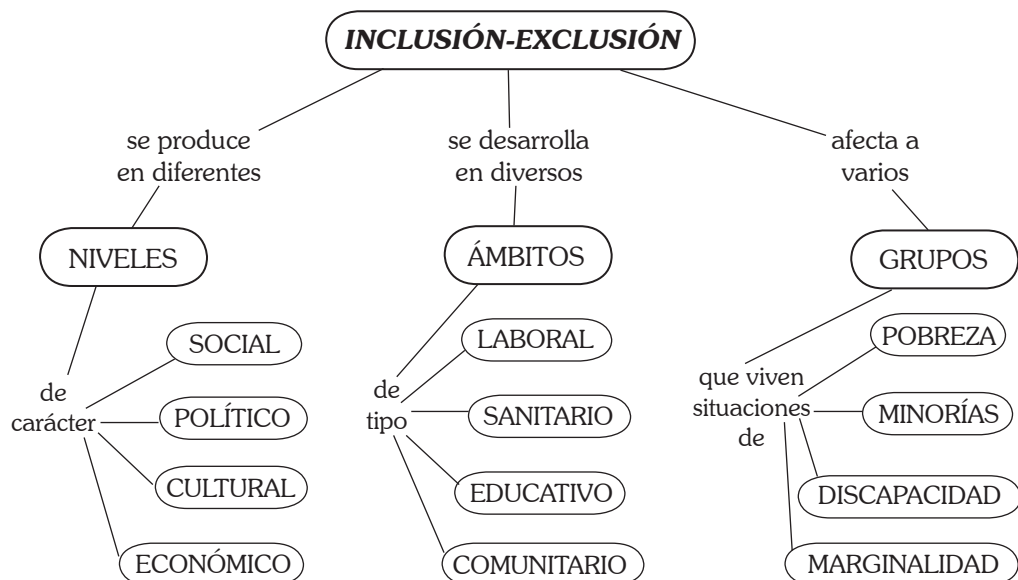 INCLUSIÓN-EXCLUSIÓN
se produce
en diferentes
NIVELES
de
carácter
SOCIAL
POLÍTICO
CULTURAL
ECONÓMICO
se desarrolla
en diversos
ÁMBITOS
de
tipo
LABORAL
SANITARIO
EDUCATIVO
COMUNITARIO
afecta a
varios
GRUPOS
que viven
situaciones
de
POBREZA
MINORÍAS
DISCAPACIDAD
MARGINALIDAD